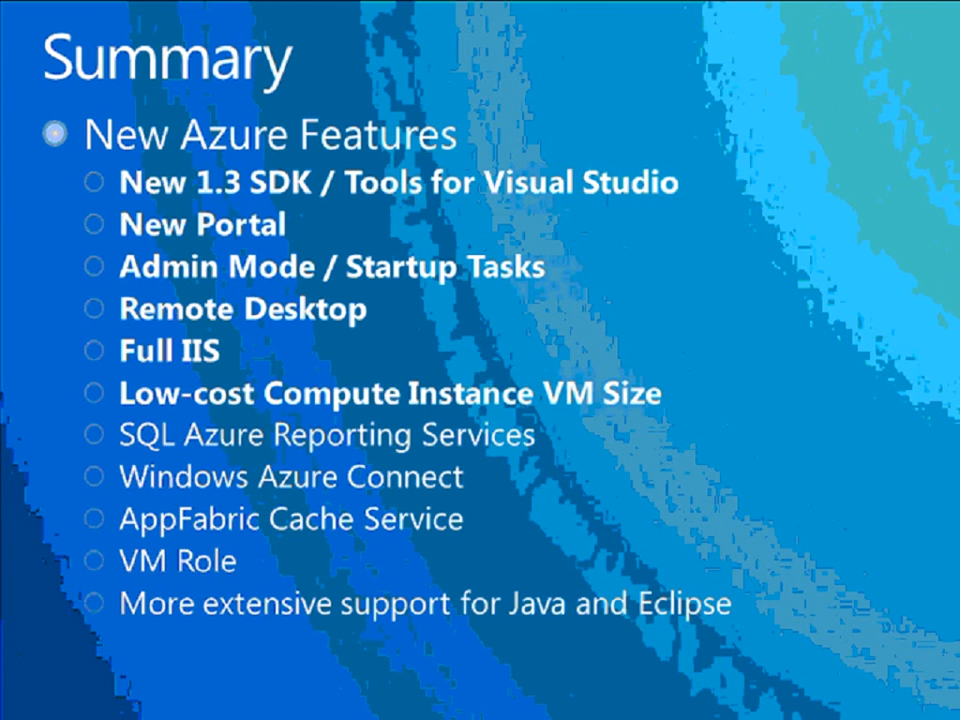 Summary
New Azure Features
New 1.3 SDK / Tools for Visual Studio
New Portal
Admin Mode / Startup Tasks
Remote Desktop
Full IIS
Low-cost Compute Instance VM Size
SQL Azure Reporting Services
Windows Azure Connect
AppFabric Cache Service
VM Role
More extensive support for Java and Eclipse